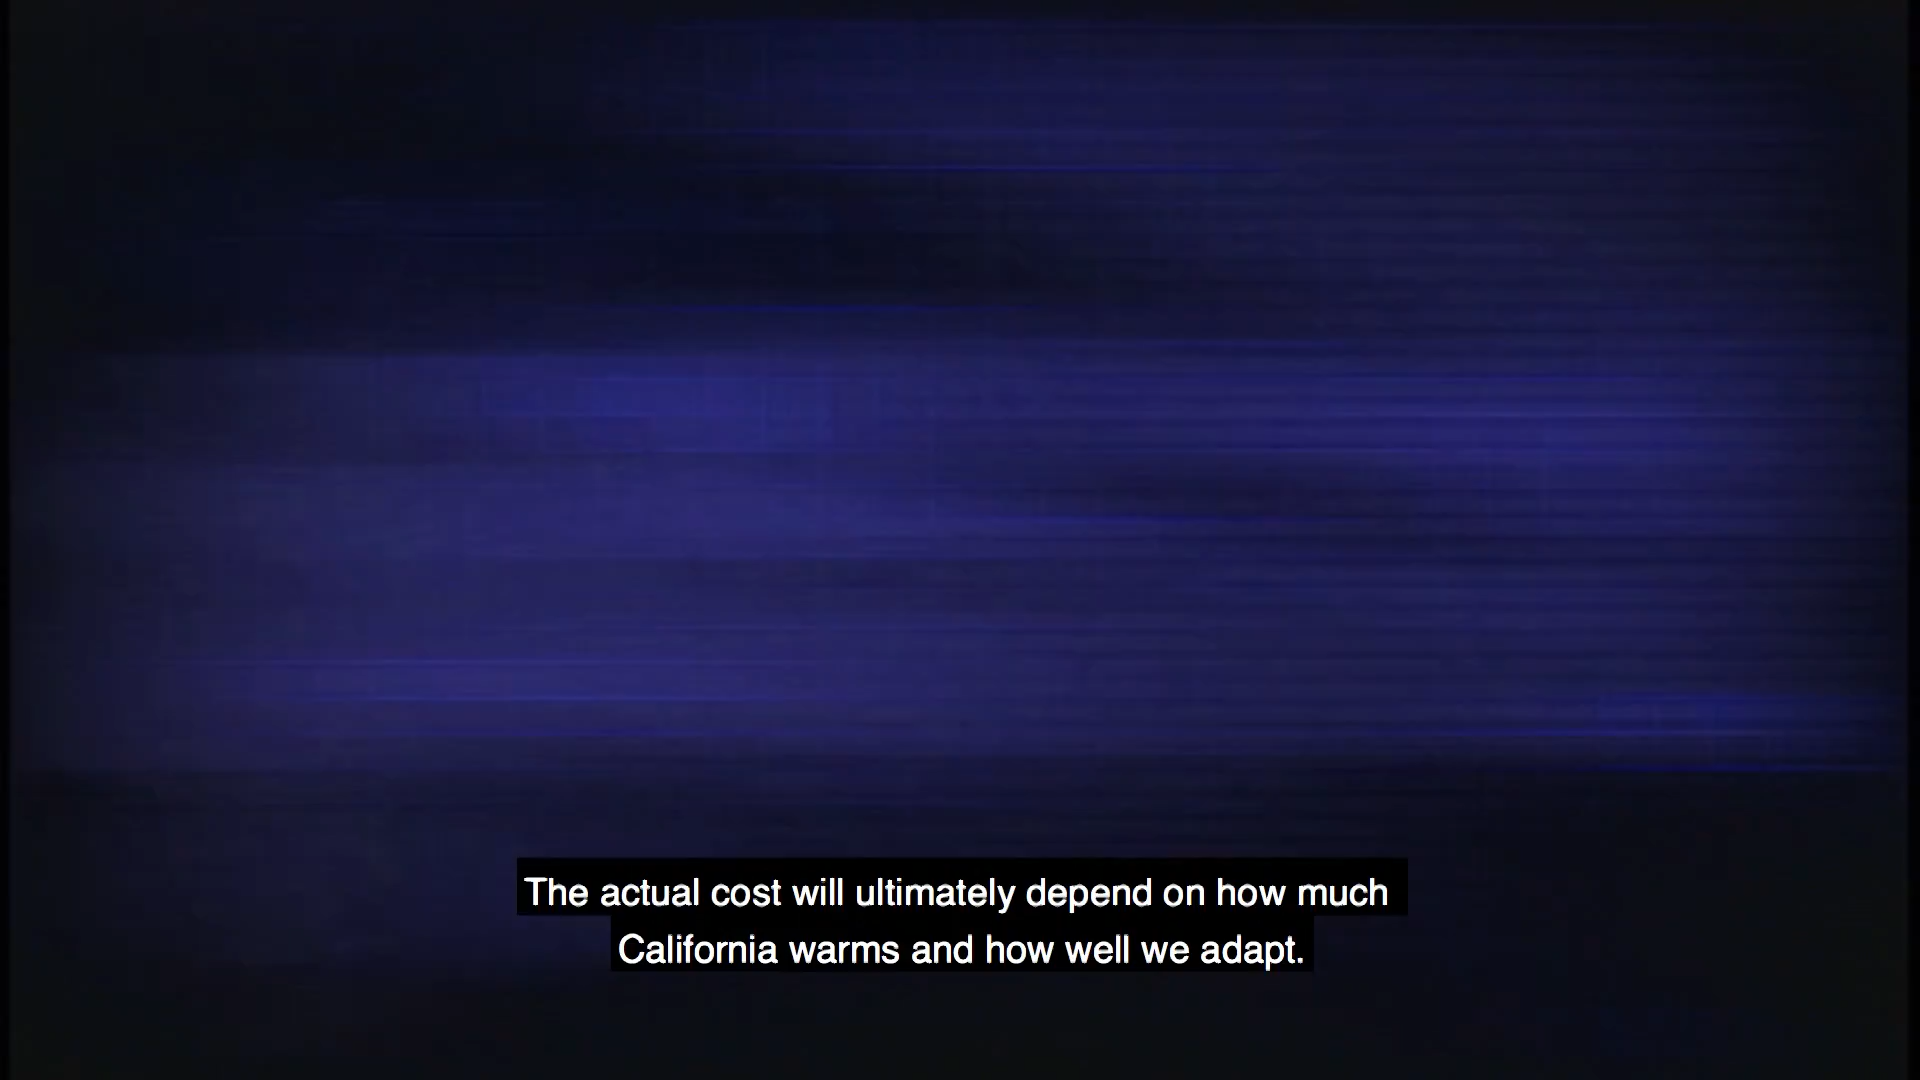 The actual cost will ultimately depend on how much
California warms and how well we adapt.